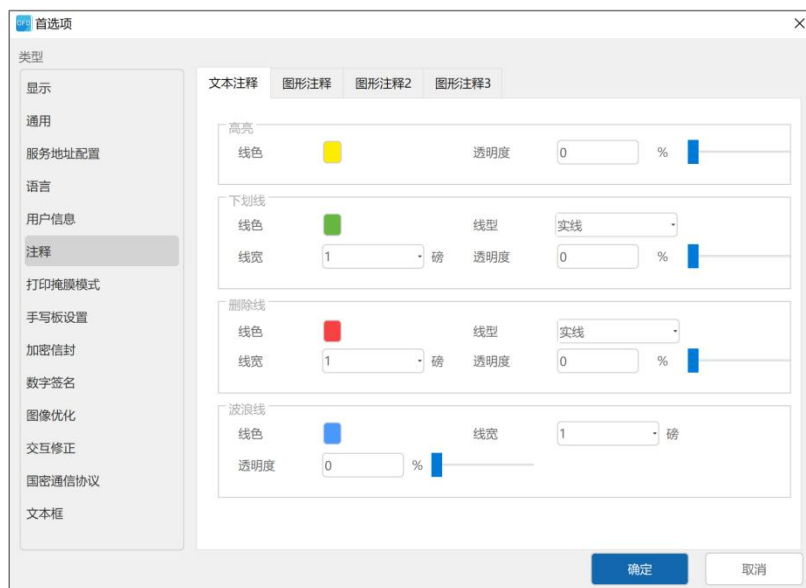 OFD 首选项
类型
显示
通用
服务地址配置
语言
用户信息
注释
打印掩膜模式
手写板设置
加密信封
数字签名
图像优化
交互修正
国密通信协议
文本框
文本注释 图形注释 图形注释2 图形注释3
高亮
线色 透明度 0 %
下划线
线色 线型 实线
线宽 1 磅 透明度 0 %
删除线
线色 线型 实线
线宽 1 磅 透明度 0 %
波浪线
线色 线宽 1 磅
透明度 0 %
确定 取消